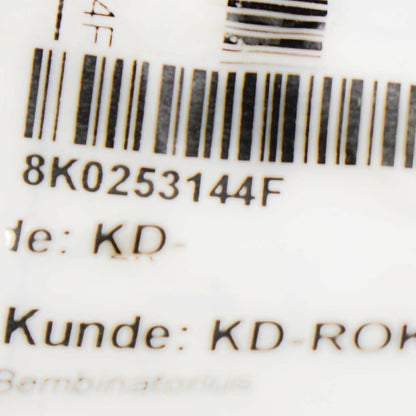 4F
8K0253144F
de: KD-
Kunde: KD-ROK